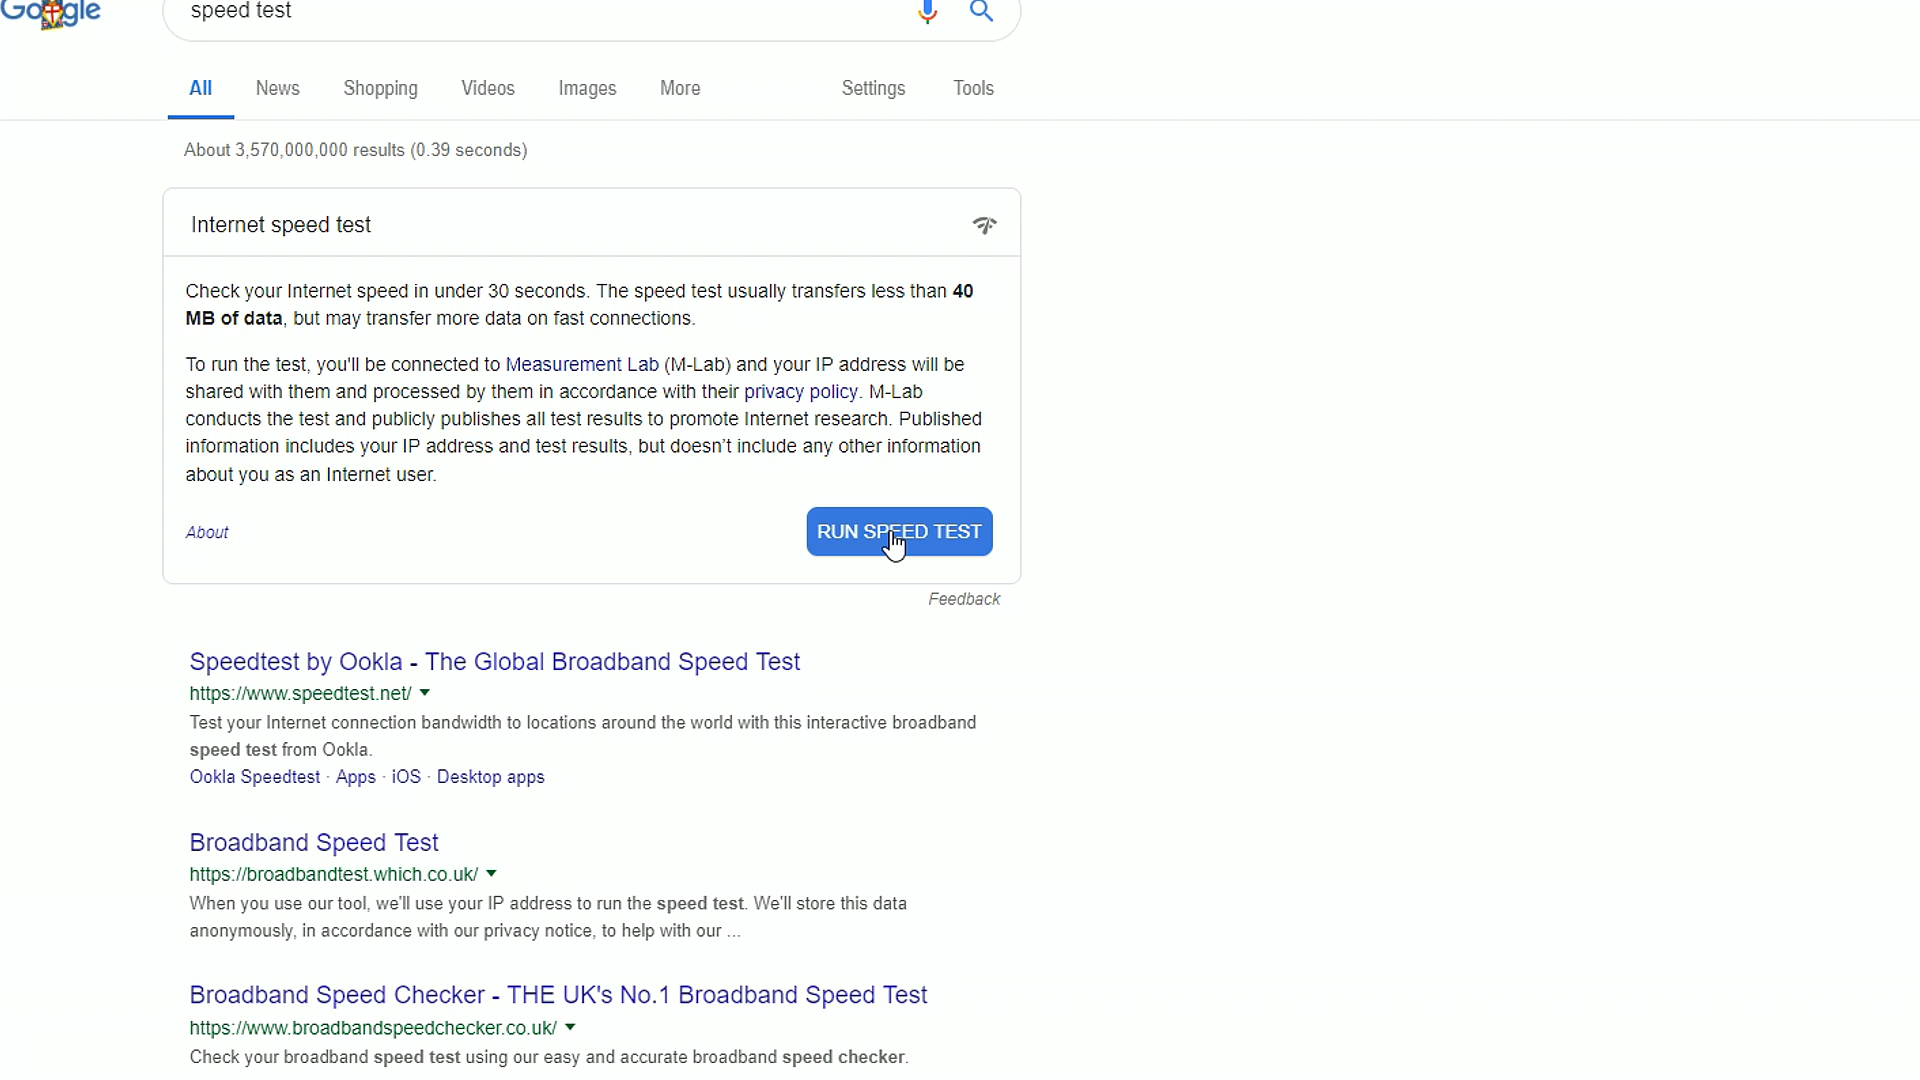 Google
speed test
All News Shopping Videos Images More Settings Tools
About 3,570,000,000 results (0.39 seconds)
Internet speed test
Check your Internet speed in under 30 seconds. The speed test usually transfers less than 40
MB of data, but may transfer more data on fast connections.
To run the test, you'll be connected to Measurement Lab (M-Lab) and your IP address will be
shared with them and processed by them in accordance with their privacy policy. M-Lab
conducts the test and publicly publishes all test results to promote Internet research. Published
information includes your IP address and test results, but doesn't include any other information
about you as an Internet user.
About RUN SPEED TEST
Feedback
Speedtest by Ookla - The Global Broadband Speed Test
https://www.speedtest.net/
Test your Internet connection bandwidth to locations around the world with this interactive broadband
speed test from Ookla.
Ookla Speedtest · Apps · iOS · Desktop apps
Broadband Speed Test
https://broadbandtest.which.co.uk/
When you use our tool, we'll use your IP address to run the speed test. We'll store this data
anonymously, in accordance with our privacy notice, to help with our ...
Broadband Speed Checker - THE UK's No.1 Broadband Speed Test
https://www.broadbandspeedchecker.co.uk/
Check your broadband speed test using our easy and accurate broadband speed checker.